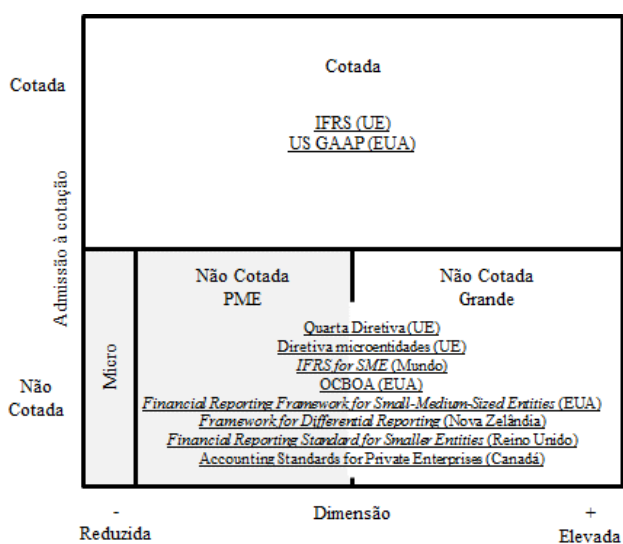 Cotada
Cotada
IFRS (UE)
US GAAP (EUA)
Admissão à cotação
Não Cotada
PME
Não Cotada
Grande
Micro
Não
Cotada
Quarta Diretiva (UE)
Diretiva microentidades (UE)
IFRS for SME (Mundo)
OCBOA (EUA)
Financial Reporting Framework for Small-Medium-Sized Entities (EUA)
Framework for Differential Reporting (Nova Zelândia)
Financial Reporting Standard for Smaller Entities (Reino Unido)
Accounting Standards for Private Enterprises (Canadá)
-
Reduzida
Dimensão
+
Elevada